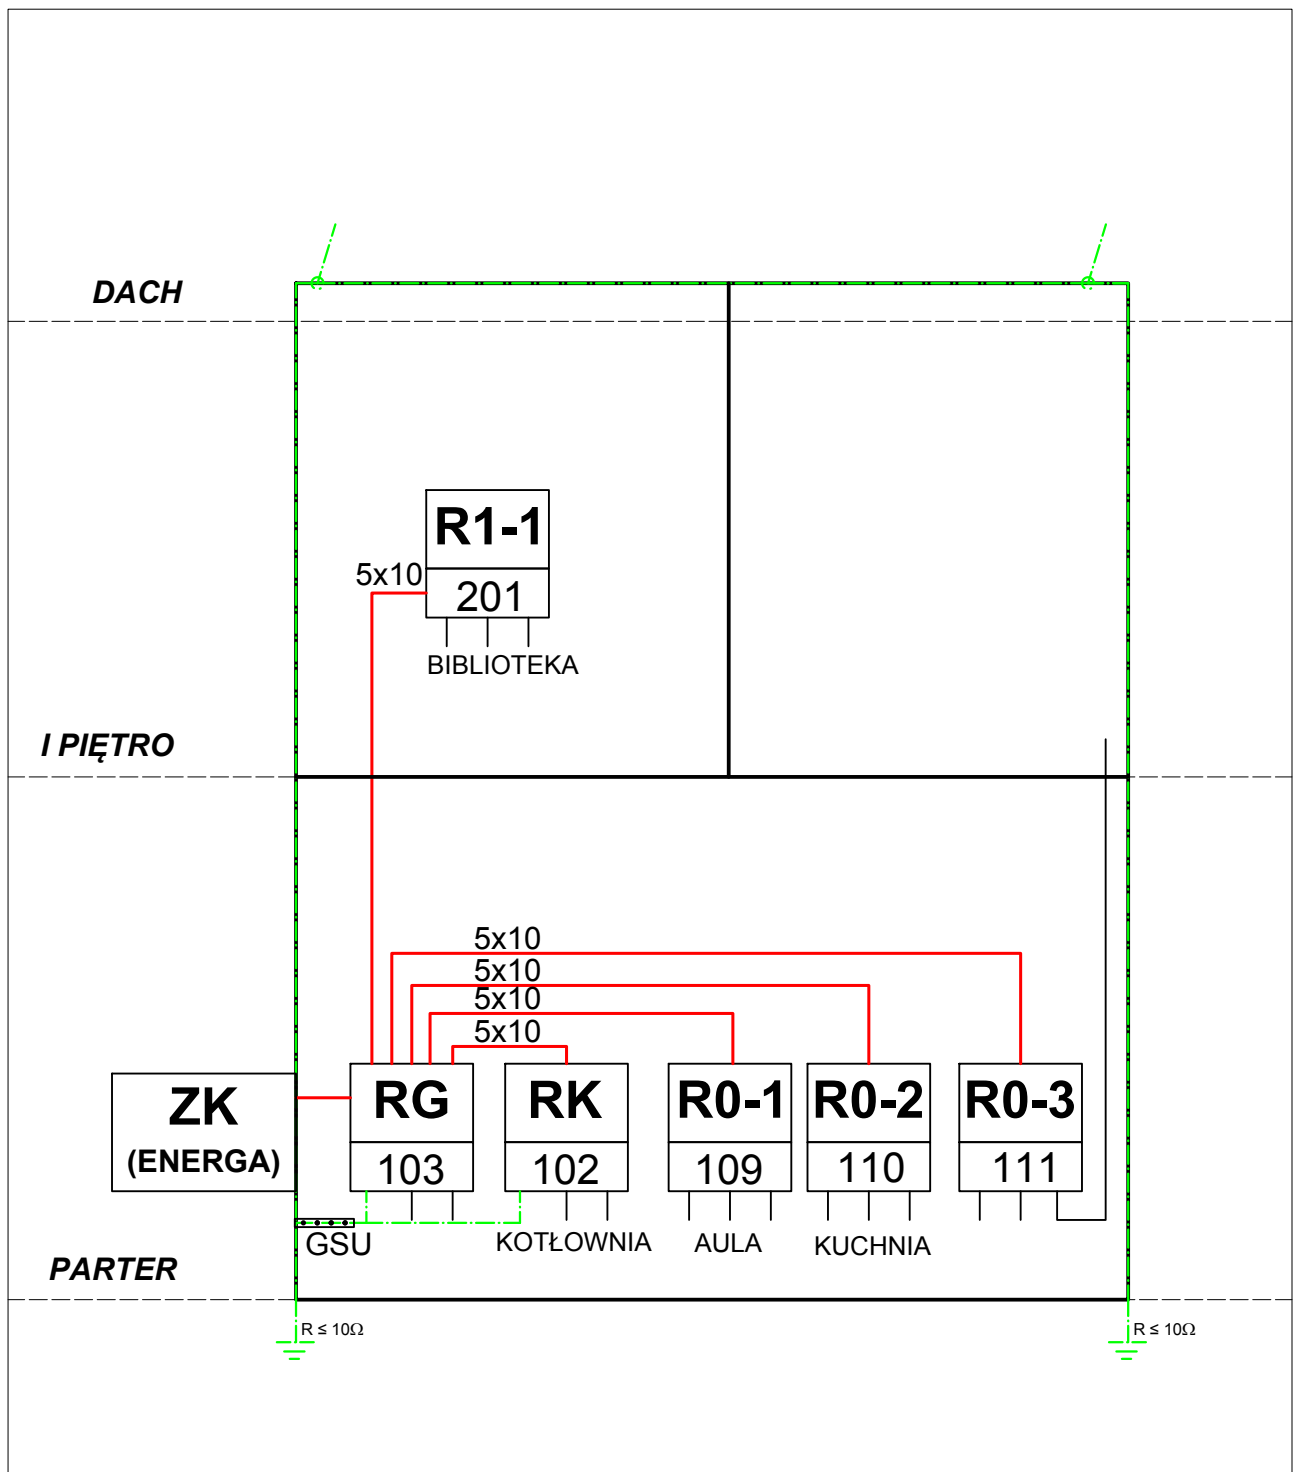 DACH
R1-1
5x10
201
BIBLIOTEKA
I PIĘTRO
5x10
5x10
5x10
5x10
ZK
(ENERGA)
RG
103
RK
102
R0-1
109
R0-2
110
R0-3
111
GSU
KOTŁOWNIA
AULA
KUCHNIA
PARTER
R ≤ 10Ω
R ≤ 10Ω